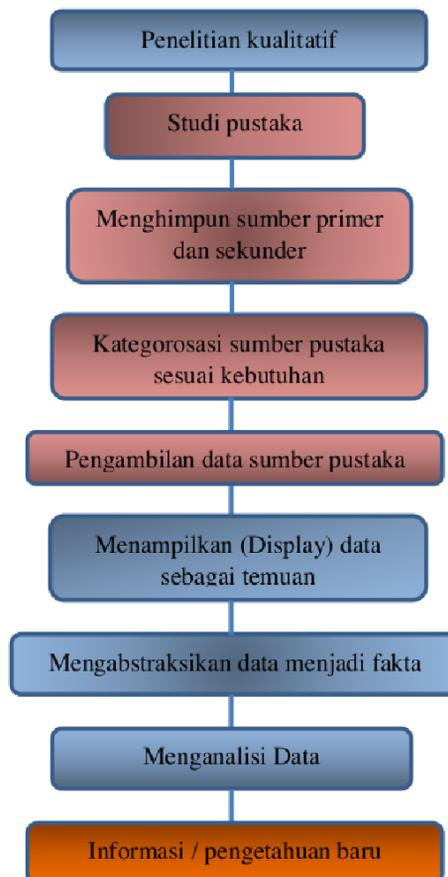 Penelitian kualitatif
Studi pustaka
Menghimpun sumber primer
dan sekunder
Kategorosasi sumber pustaka
sesuai kebutuhan
Pengambilan data sumber pustaka
Menampilkan (Display) data
sebagai temuan
Mengabstraksikan data menjadi fakta
Menganalisi Data
Informasi / pengetahuan baru